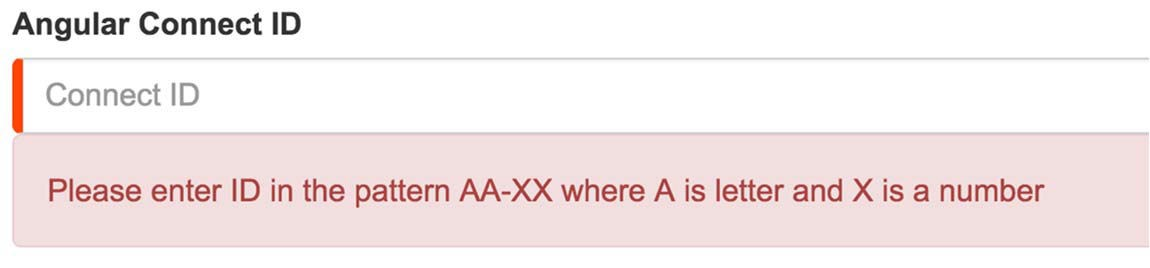 Angular Connect ID
Connect ID
Please enter ID in the pattern AA-XX where A is letter and X is a number